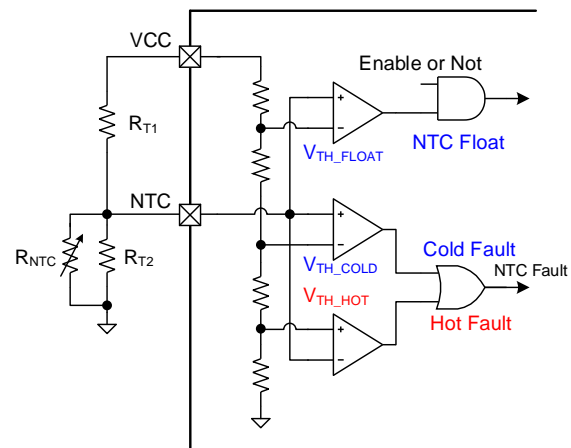 VCC
Enable or Not
+
RT1
−
NTC Float
VTH_FLOAT
NTC
+
Cold Fault
RNTC
RT2
−
VTH_COLD
NTC Fault
VTH_HOT
Hot Fault
+
−